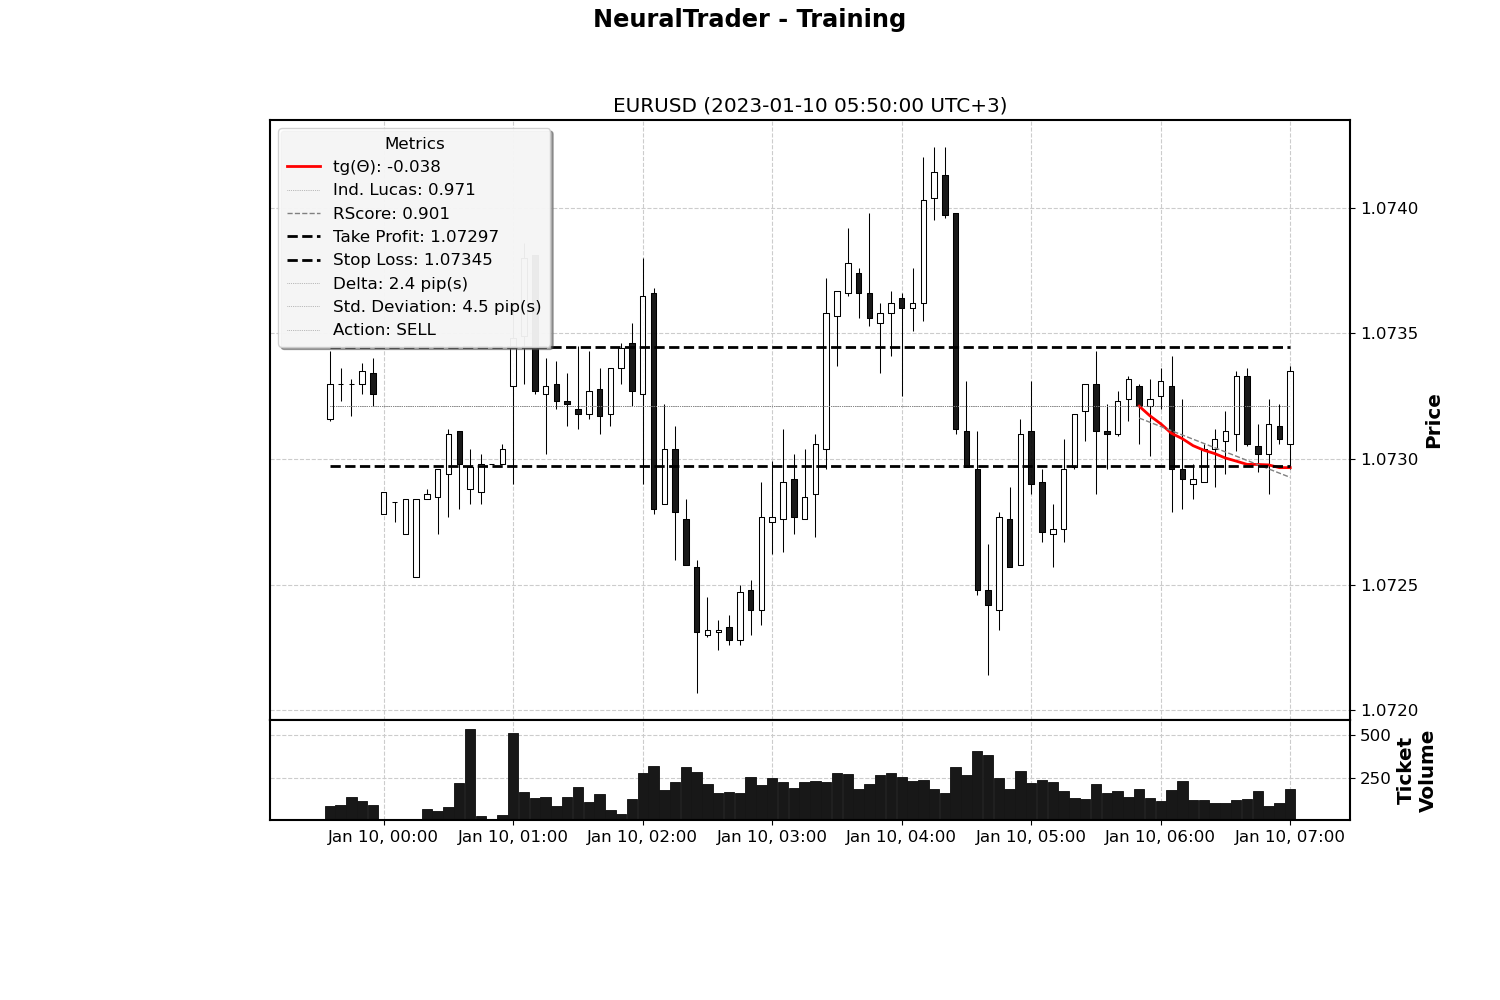 NeuralTrader - Training
EURUSD (2023-01-10 05:50:00 UTC+3)
Metrics
tg(Θ): -0.038
Ind. Lucas: 0.971
RScore: 0.901
Take Profit: 1.07297
Stop Loss: 1.07345
Delta: 2.4 pip(s)
Std. Deviation: 4.5 pip(s)
Action: SELL
1.0740
1.0735
1.0730
1.0725
1.0720
Price
500
250
Ticket
Volume
Jan 10, 00:00 Jan 10, 01:00 Jan 10, 02:00 Jan 10, 03:00 Jan 10, 04:00 Jan 10, 05:00 Jan 10, 06:00 Jan 10, 07:00